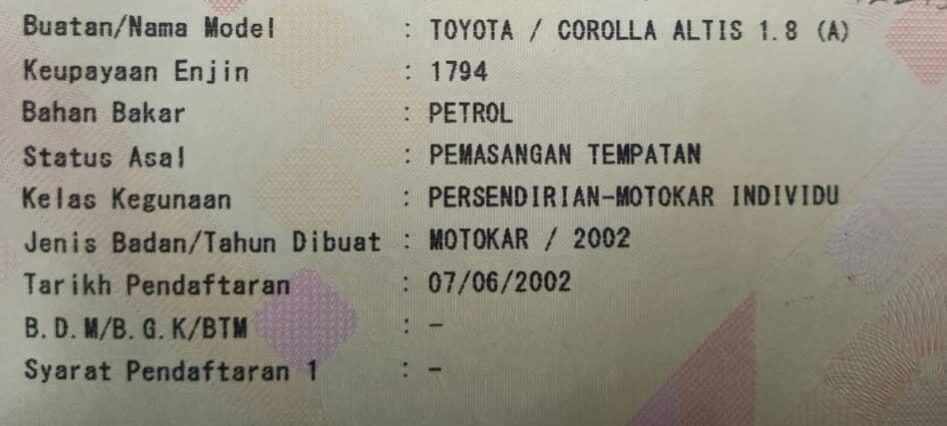 Buatan/Nama Model : TOYOTA / COROLLA ALTIS 1.8 (A)
Keupayaan Enjin : 1794
Bahan Bakar : PETROL
Status Asal : PEMASANGAN TEMPATAN
Kelas Kegunaan : PERSENDIRIAN-MOTOKAR INDIVIDU
Jenis Badan/Tahun Dibuat : MOTOKAR / 2002
Tarikh Pendaftaran : 07/06/2002
B.D.M/B.G.K/BTM : -
Syarat Pendaftaran 1 : -